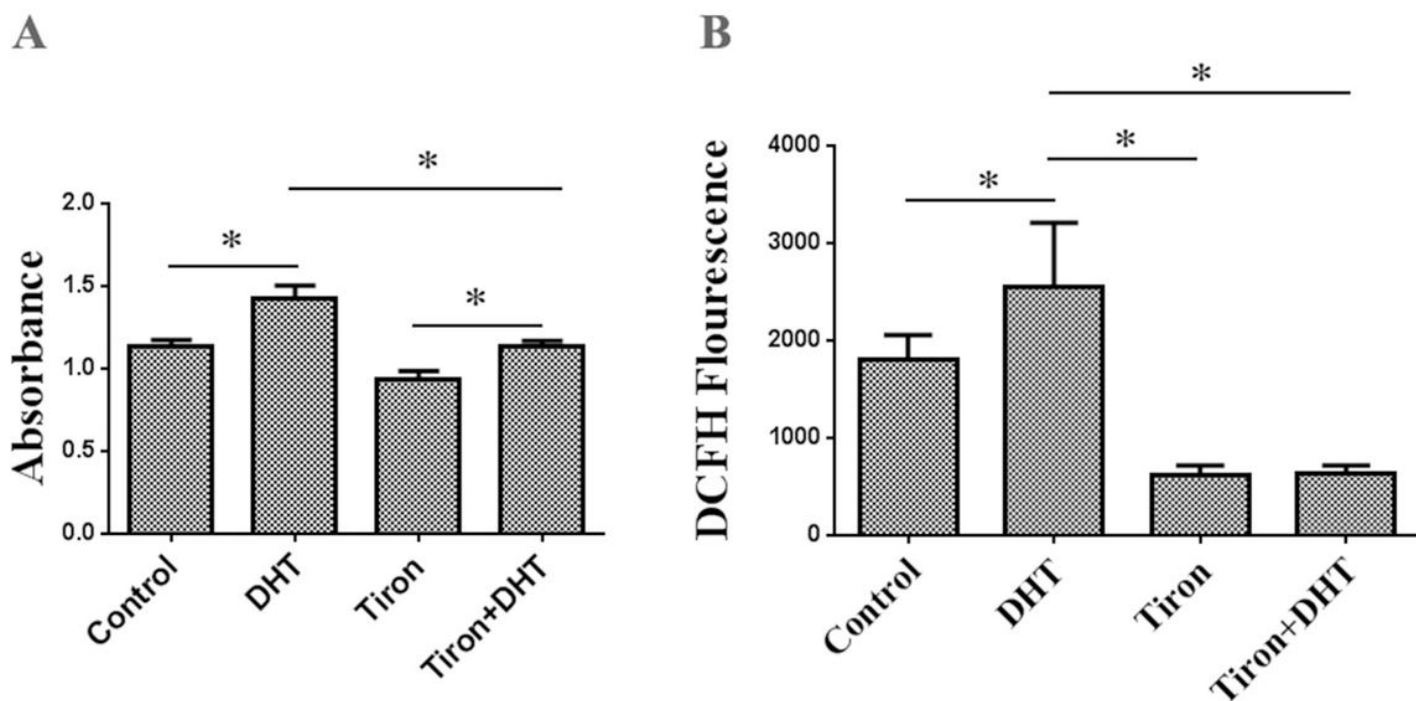 A
B
*
*
*
*
*
*
Absorbance
2.0
1.5
1.0
0.5
0.0
Control
DHT
Tiron
Tiron+DHT
DCFH Flourescence
4000
3000
2000
1000
0
Control
DHT
Tiron
Tiron+DHT